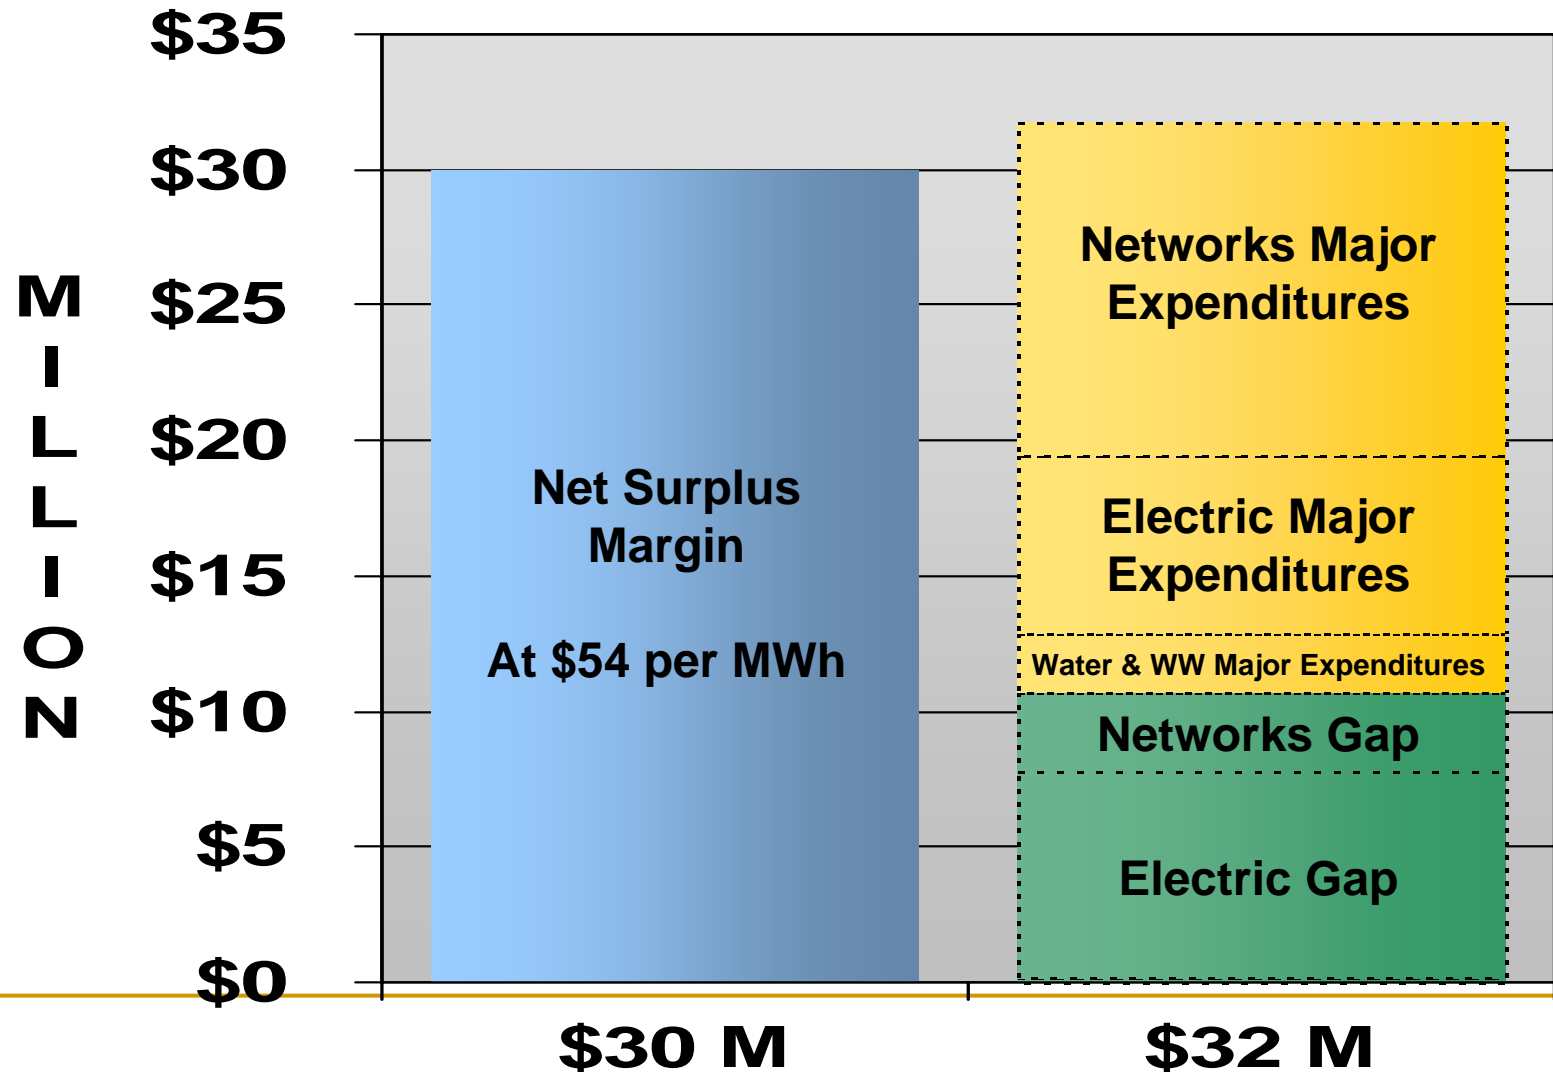 MILLION
$35
$30
$25
$20
$15
$10
$5
$0
Net Surplus
Margin
At $54 per MWh
Networks Major
Expenditures
Electric Major
Expenditures
Water & WW Major Expenditures
Networks Gap
Electric Gap
$30 M
$32 M